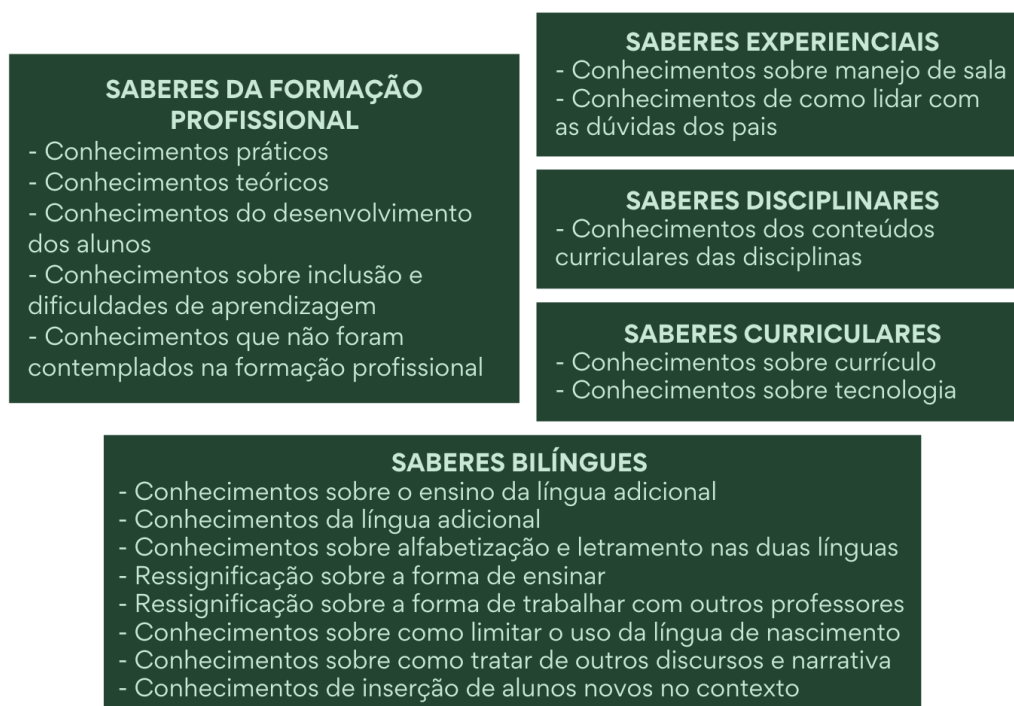 SABERES DA FORMAÇÃO
PROFISSIONAL
- Conhecimentos práticos
- Conhecimentos teóricos
- Conhecimentos do desenvolvimento
dos alunos
- Conhecimentos sobre inclusão e
dificuldades de aprendizagem
- Conhecimentos que não foram
contemplados na formação profissional
SABERES EXPERIENCIAIS
- Conhecimentos sobre manejo de sala
- Conhecimentos de como lidar com
as dúvidas dos pais
SABERES DISCIPLINARES
- Conhecimentos dos conteúdos
curriculares das disciplinas
SABERES CURRICULARES
- Conhecimentos sobre currículo
- Conhecimentos sobre tecnologia
SABERES BILÍNGUES
- Conhecimentos sobre o ensino da língua adicional
- Conhecimentos da língua adicional
- Conhecimentos sobre alfabetização e letramento nas duas línguas
- Ressignificação sobre a forma de ensinar
- Ressignificação sobre a forma de trabalhar com outros professores
- Conhecimentos sobre como limitar o uso da língua de nascimento
- Conhecimentos sobre como tratar de outros discursos e narrativa
- Conhecimentos de inserção de alunos novos no contexto